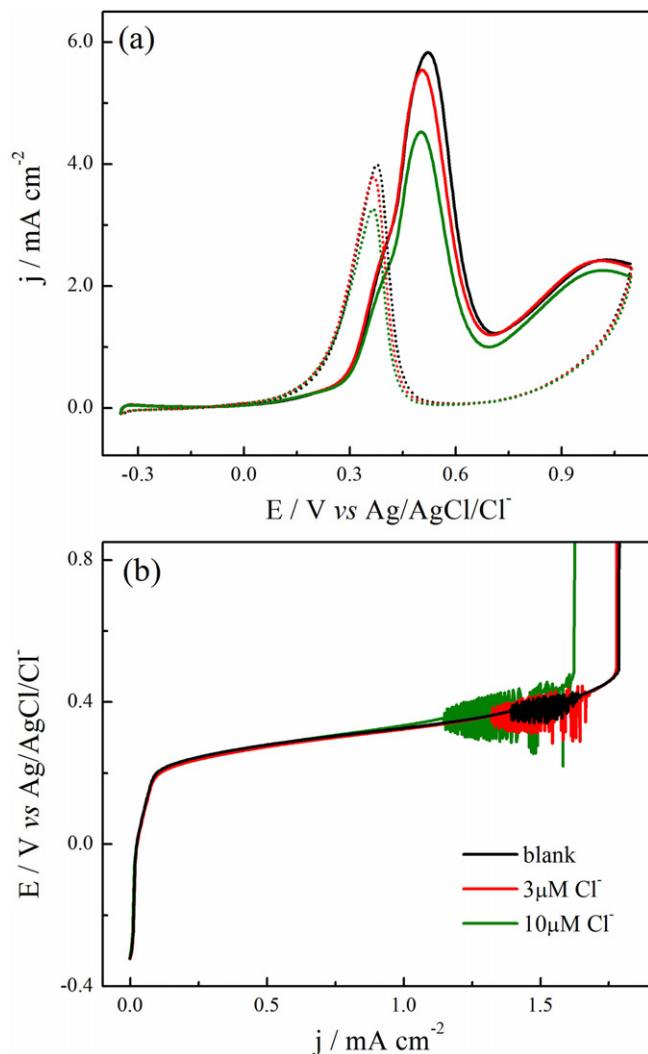 (a)
6.0
4.0
2.0
0.0
j / mA cm⁻²
-0.3 0.0 0.3 0.6 0.9
E / V vs Ag/AgCl/Cl⁻
(b)
0.8
0.4
0.0
-0.4
E / V vs Ag/AgCl/Cl⁻
blank
3μM Cl⁻
10μM Cl⁻
0.0 0.5 1.0 1.5
j / mA cm⁻²